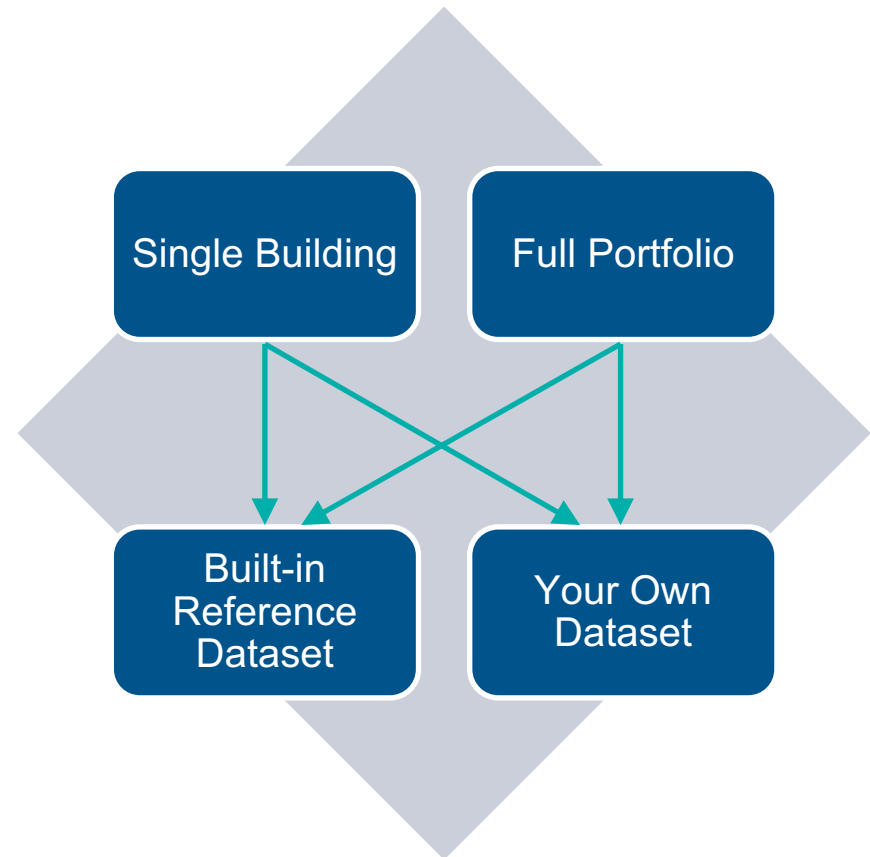 Single Building
Full Portfolio
Built-in
Reference
Dataset
Your Own
Dataset